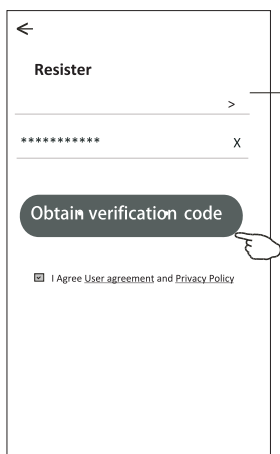 Resister
>
*********** X
Obtain verification code
I Agree User agreement and Privacy Policy